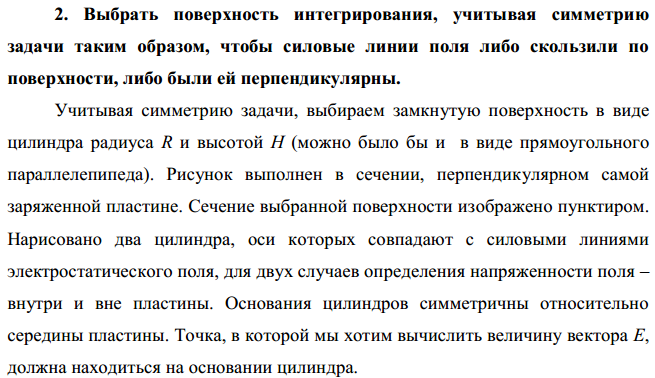 2. Выбрать поверхность интегрирования, учитывая симметрию
задачи таким образом, чтобы силовые линии поля либо скользили по
поверхности, либо были ей перпендикулярны.
Учитывая симметрию задачи, выбираем замкнутую поверхность в виде
цилиндра радиуса R и высотой H (можно было бы и в виде прямоугольного
параллелепипеда). Рисунок выполнен в сечении, перпендикулярном самой
заряженной пластине. Сечение выбранной поверхности изображено пунктиром.
Нарисовано два цилиндра, оси которых совпадают с силовыми линиями
электростатического поля, для двух случаев определения напряженности поля –
внутри и вне пластины. Основания цилиндров симметричны относительно
середины пластины. Точка, в которой мы хотим вычислить величину вектора E,
должна находиться на основании цилиндра.